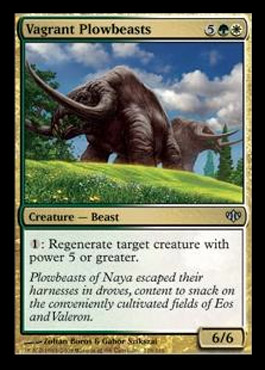 Vagrant Plowbeasts 5
Creature — Beast
1: Regenerate target creature with
power 5 or greater.
Plowbeasts of Naya escaped their
harnesses in droves, content to snack on
the conveniently cultivated fields of Eos
and Valeron.
Zoltan Boros & Gabor Szikszai
6/6